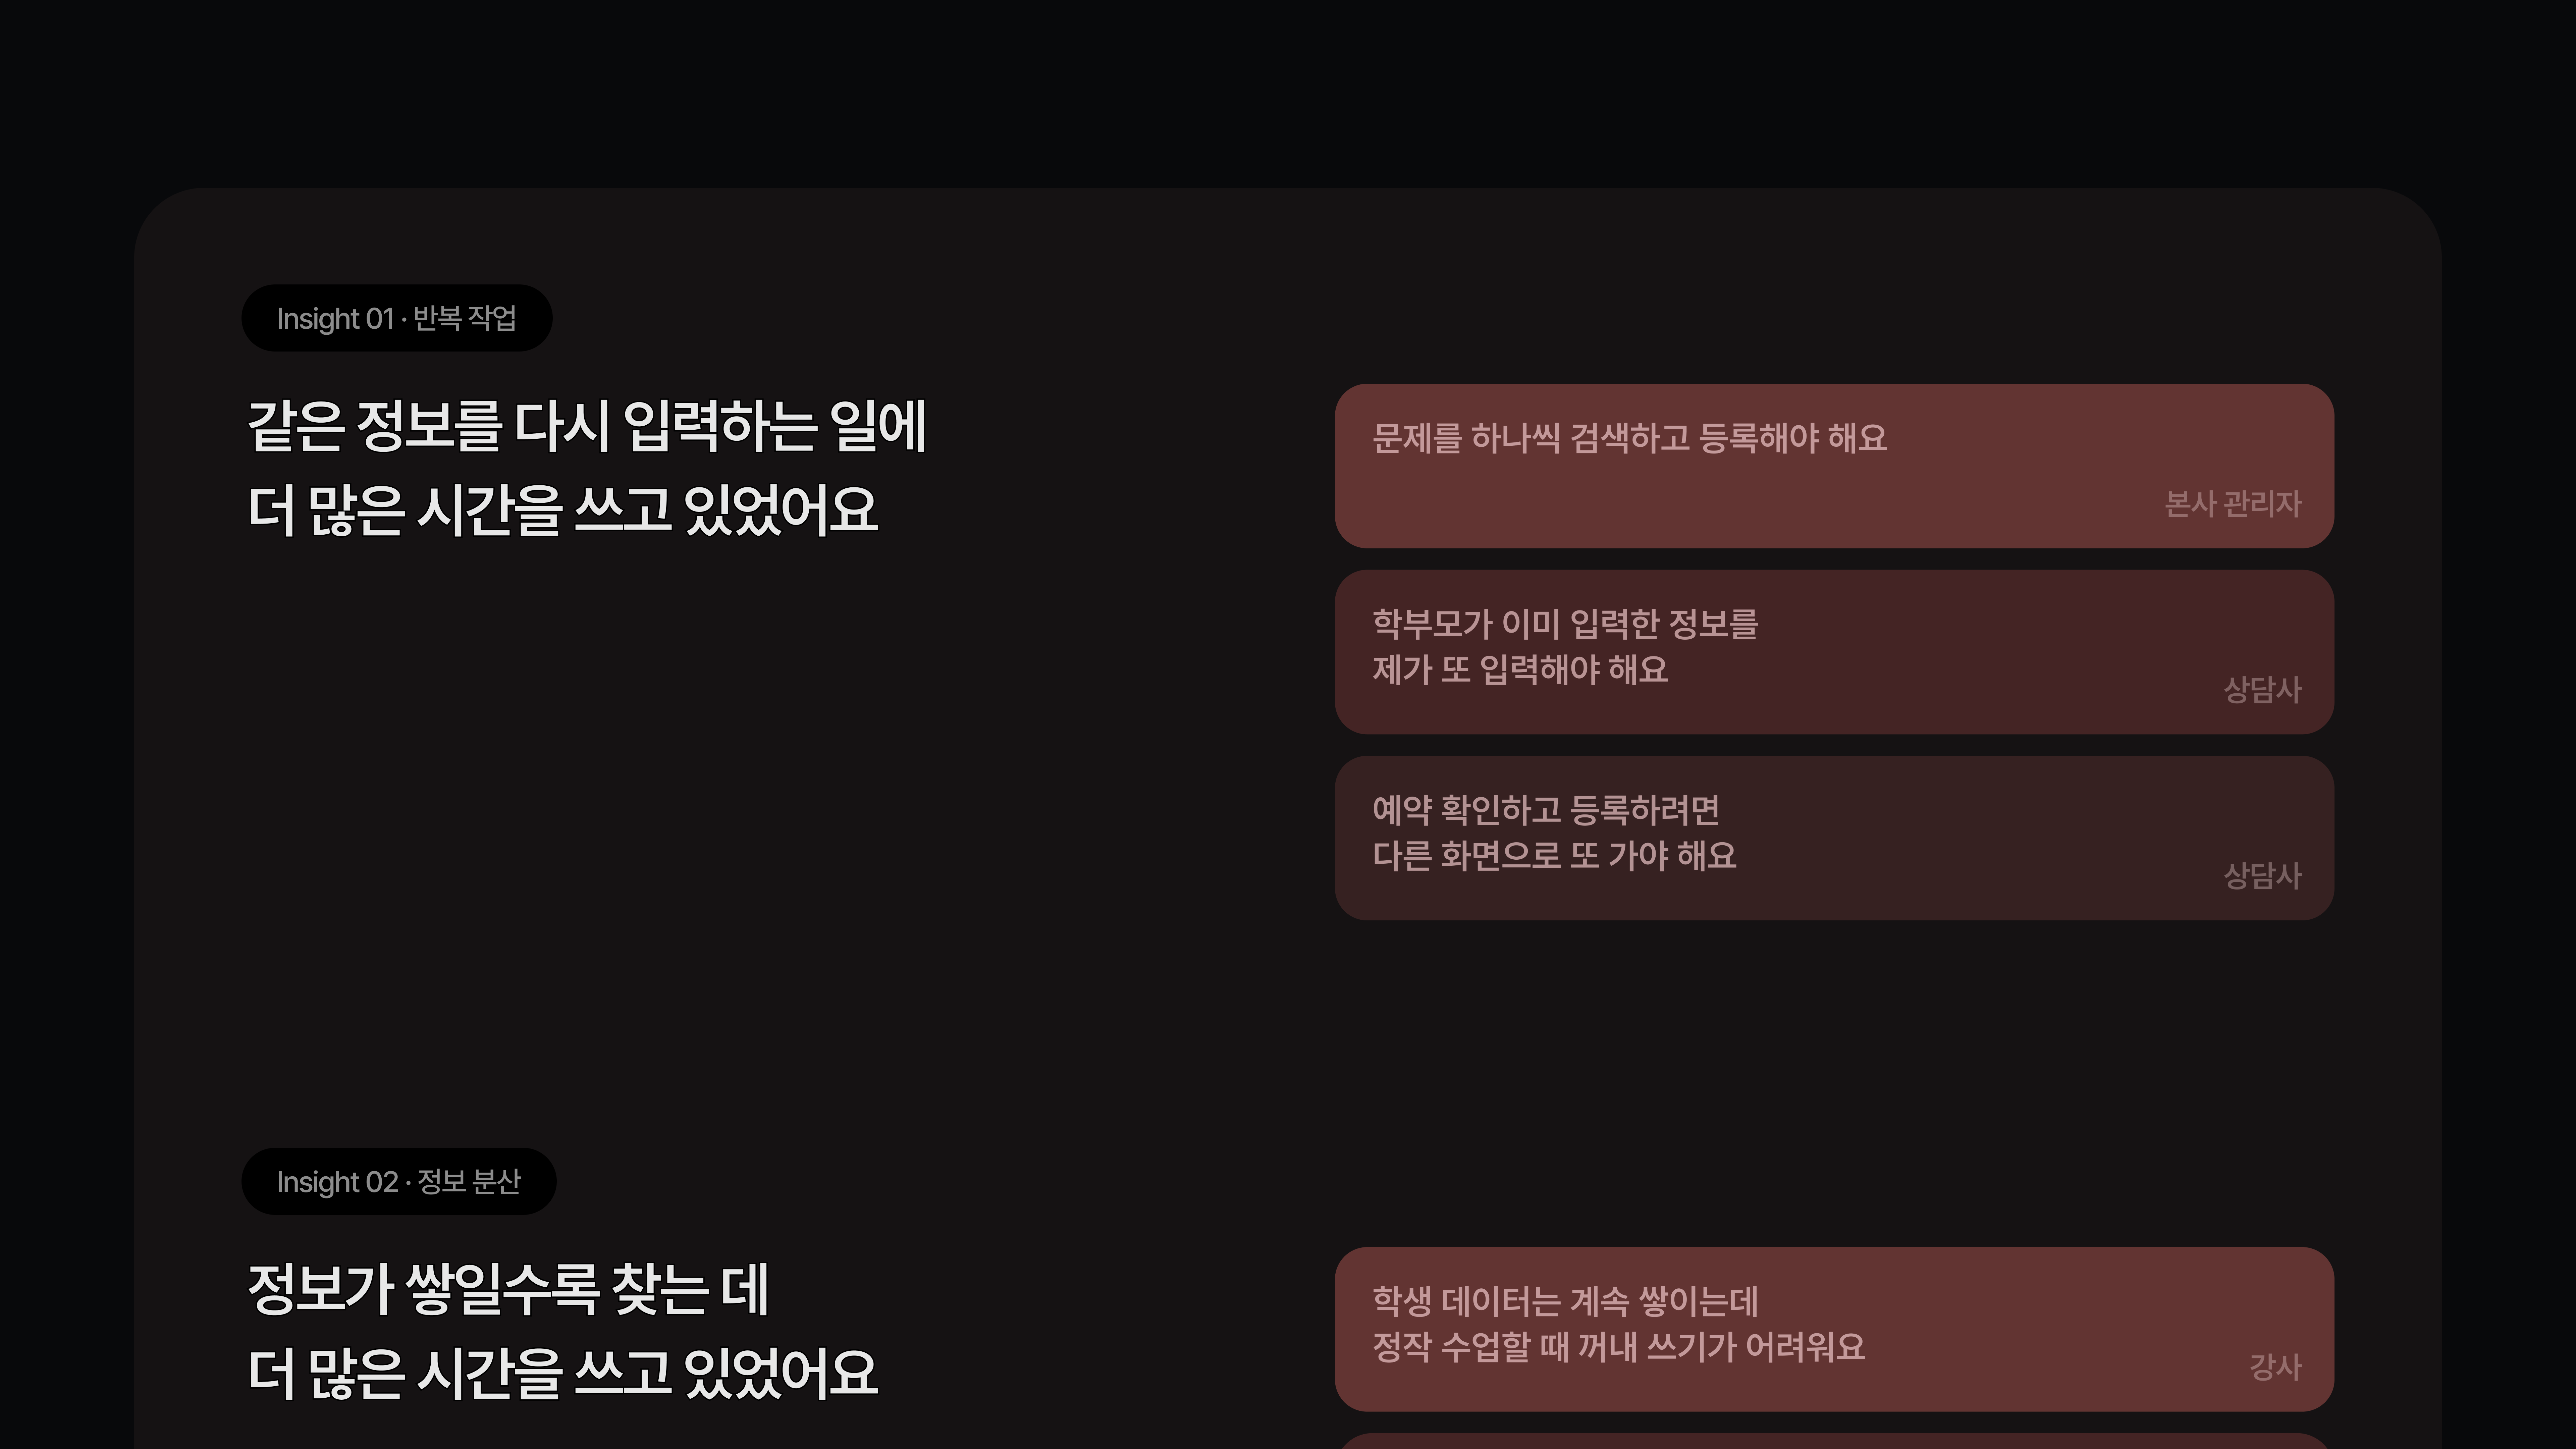 Insight 01 · 반복 작업
같은 정보를 다시 입력하는 일에
더 많은 시간을 쓰고 있었어요
문제를 하나씩 검색하고 등록해야 해요
본사 관리자
학부모가 이미 입력한 정보를
제가 또 입력해야 해요
상담사
예약 확인하고 등록하려면
다른 화면으로 또 가야 해요
상담사
Insight 02 · 정보 분산
정보가 쌓일수록 찾는 데
더 많은 시간을 쓰고 있었어요
학생 데이터는 계속 쌓이는데
정작 수업할 때 꺼내 쓰기가 어려워요
강사